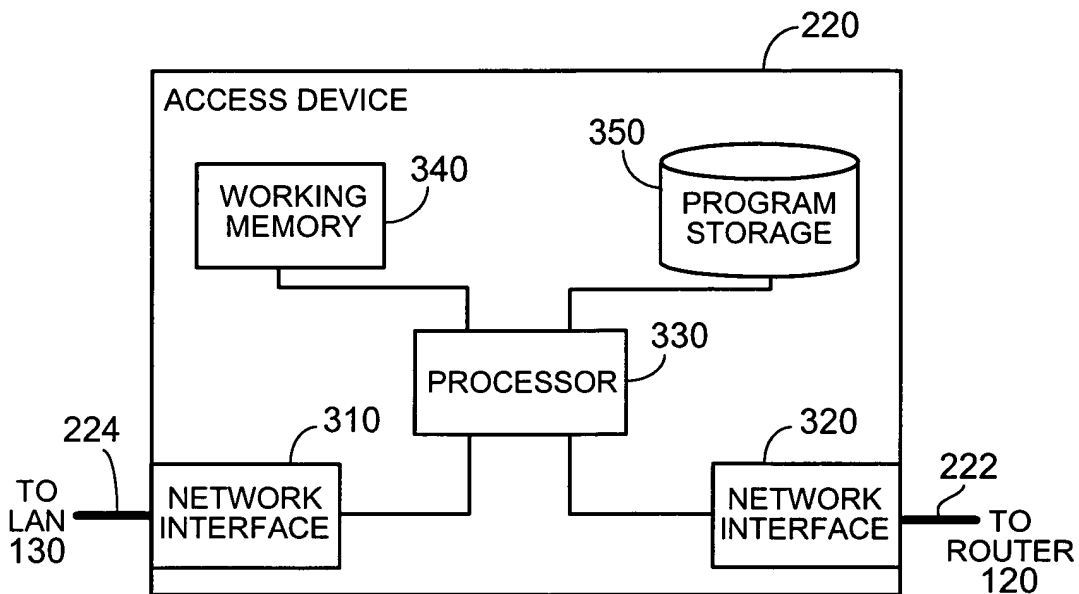 220
ACCESS DEVICE
350
340
WORKING
MEMORY
PROGRAM
STORAGE
330
PROCESSOR
224
310
320
222
TO
LAN
130
NETWORK
INTERFACE
NETWORK
INTERFACE
TO
ROUTER
120